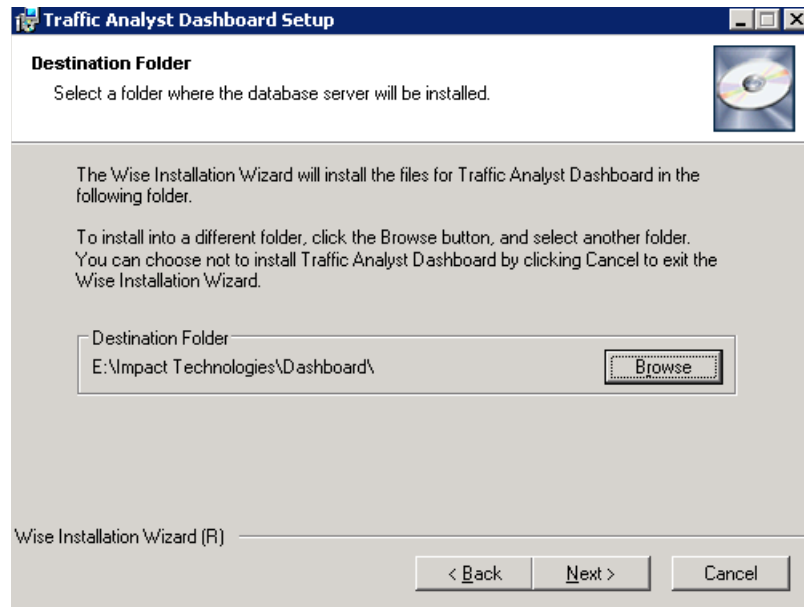 Traffic Analyst Dashboard Setup
Destination Folder
Select a folder where the database server will be installed.
The Wise Installation Wizard will install the files for Traffic Analyst Dashboard in the
following folder.
To install into a different folder, click the Browse button, and select another folder.
You can choose not to install Traffic Analyst Dashboard by clicking Cancel to exit the
Wise Installation Wizard.
Destination Folder
E:\Impact Technologies\Dashboard\
Browse
Wise Installation Wizard (R)
< Back
Next >
Cancel